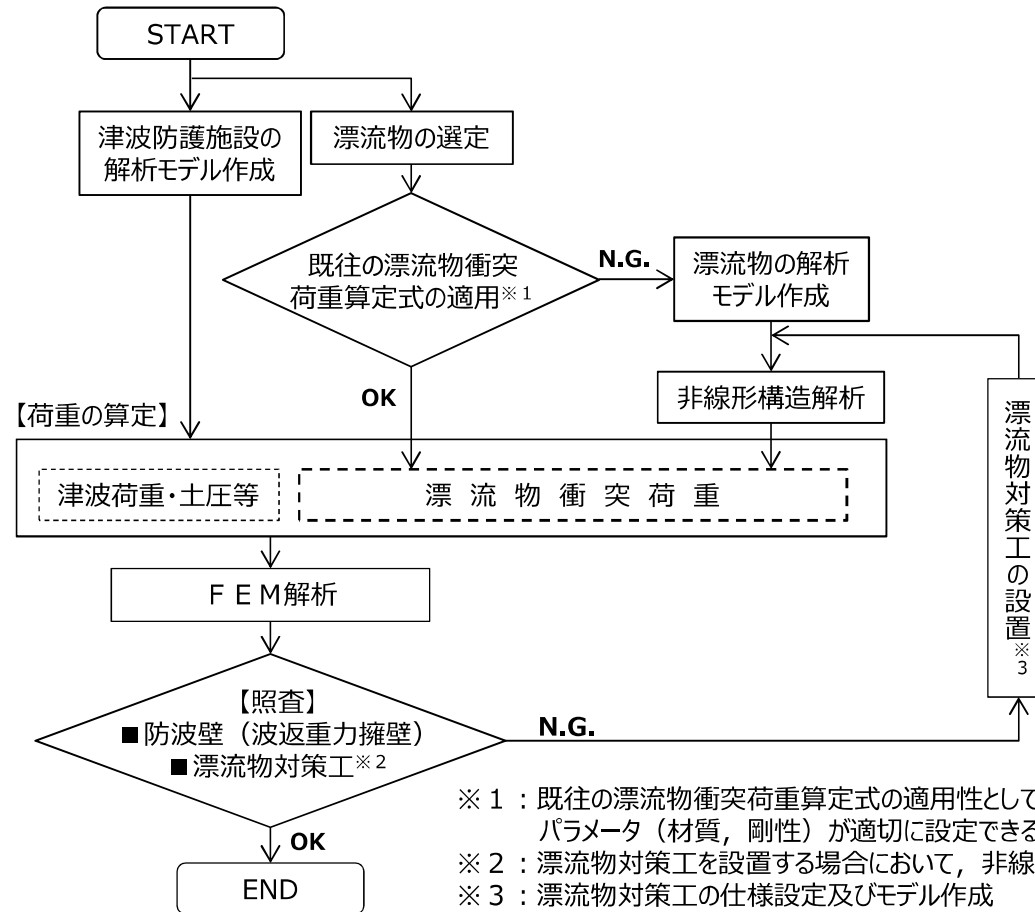 START
津波防護施設の
解析モデル作成
漂流物の選定
既往の漂流物衝突
荷重算定式の適用※1
N.G.
漂流物の解析
モデル作成
OK
非線形構造解析
【荷重の算定】
津波荷重・土圧等
漂流物衝突荷重
漂流物対策工の設置※3
ＦＥＭ解析
【照査】
■防波壁（波返重力擁壁）
■漂流物対策工※2
N.G.
OK
END
※１：既往の漂流物衝突荷重算定式の適用性として
パラメータ（材質，剛性）が適切に設定できる
※２：漂流物対策工を設置する場合において，非線
※３：漂流物対策工の仕様設定及びモデル作成